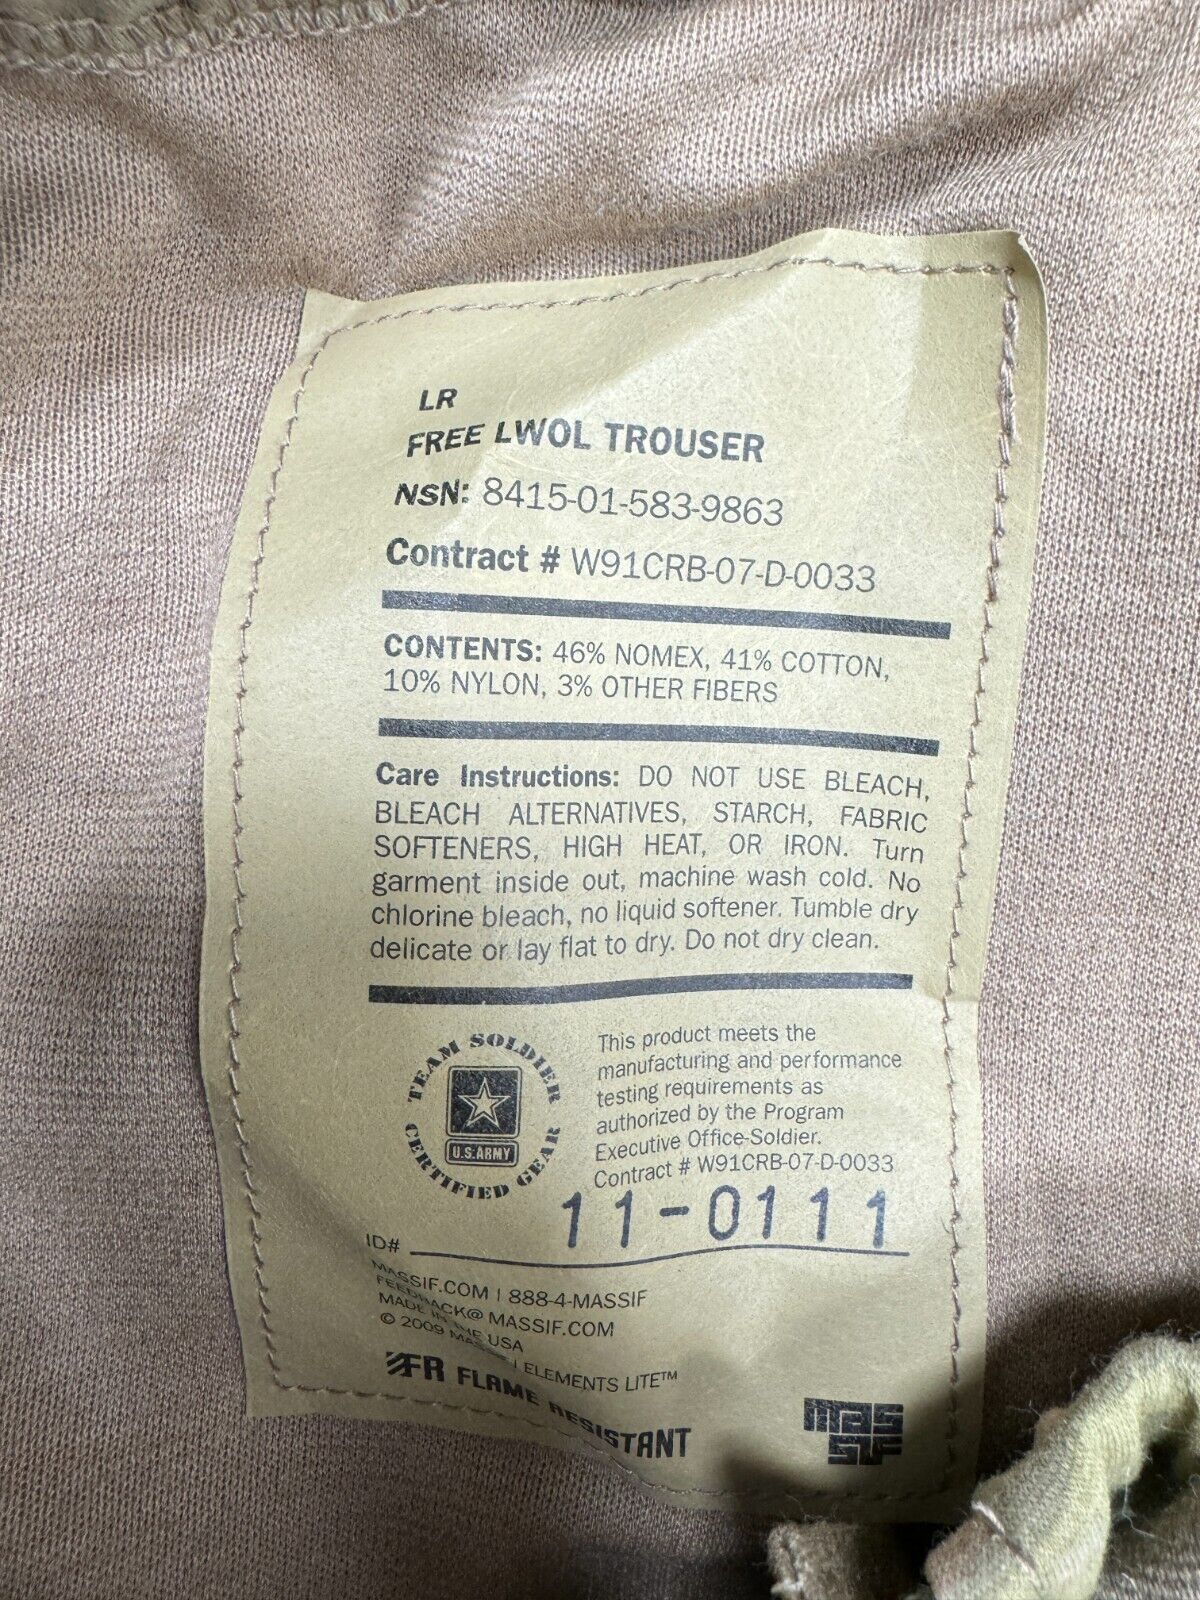 LR
FREE LWOL TROUSER
NSN: 8415-01-583-9863
Contract # W91CRB-07-D-0033
CONTENTS: 46% NOMEX, 41% COTTON,
10% NYLON, 3% OTHER FIBERS
Care Instructions: DO NOT USE BLEACH,
BLEACH ALTERNATIVES, STARCH, FABRIC
SOFTENERS, HIGH HEAT, OR IRON. Turn
garment inside out, machine wash cold. No
chlorine bleach, no liquid softener. Tumble dry
delicate or lay flat to dry. Do not dry clean.
TEAM SOLDIER
U.S.ARMY
CERTIFIED GEAR
This product meets the
manufacturing and performance
testing requirements as
authorized by the Program
Executive Office-Soldier.
Contract # W91CRB-07-D-0033
ID# 11-0111
MASSIF.COM | 888-4-MASSIF
FEEDBACK@MASSIF.COM
MADE IN THE USA
© 2009 MASSIF | ELEMENTS LITE™
FR FLAME RESISTANT
MASSIF